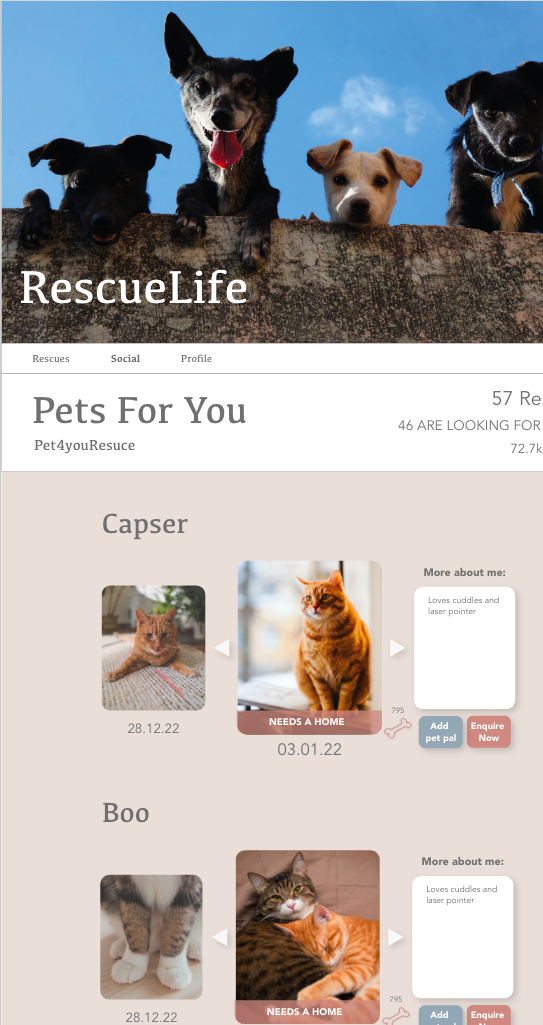 RescueLife
Rescues Social Profile
Pets For You
Pet4youResuce
57 Re
46 ARE LOOKING FOR
72.7k
Capser
More about me:
Loves cuddles and
laser pointer
NEEDS A HOME
795
Add
pet pal
Enquire
Now
28.12.22
03.01.22
Boo
More about me:
Loves cuddles and
laser pointer
NEEDS A HOME
795
Add
Enquire
28.12.22